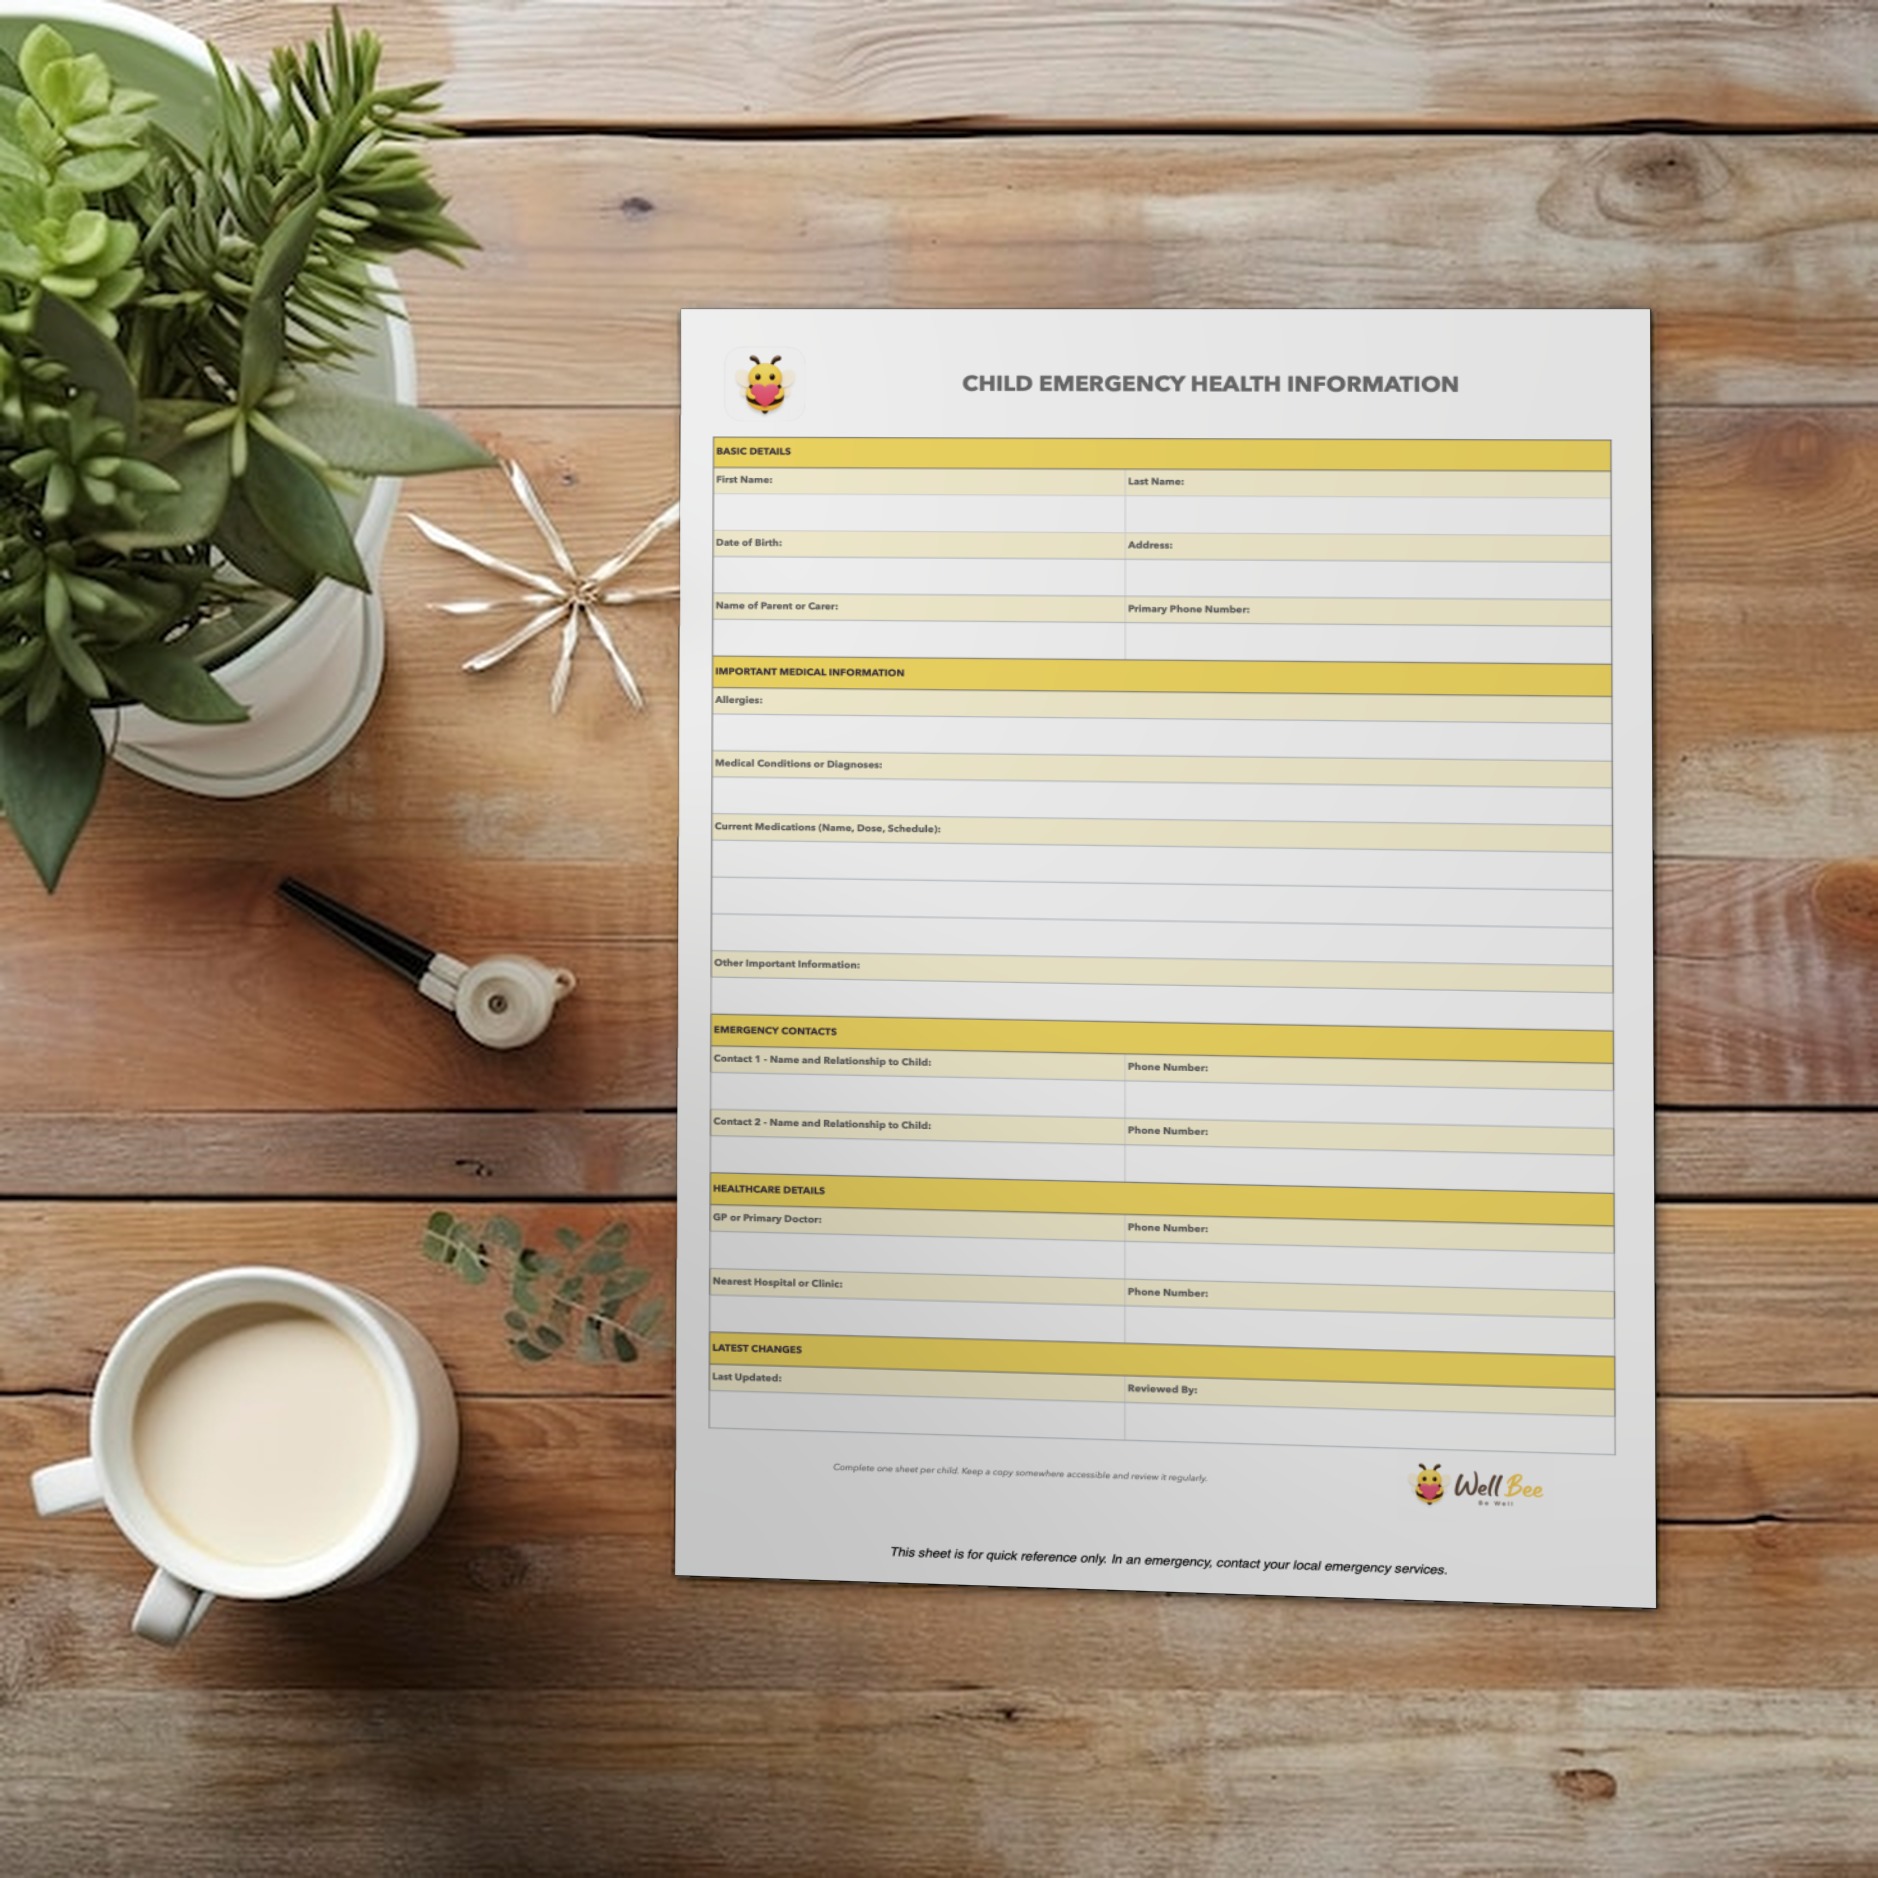 CHILD EMERGENCY HEALTH INFORMATION
BASIC DETAILS
First Name:
Last Name:
Date of Birth:
Address:
Name of Parent or Carer:
Primary Phone Number:
IMPORTANT MEDICAL INFORMATION
Allergies:
Medical Conditions or Diagnoses:
Current Medications (Name, Dose, Schedule):
Other Important Information:
EMERGENCY CONTACTS
Contact 1 - Name and Relationship to Child:
Phone Number:
Contact 2 - Name and Relationship to Child:
Phone Number:
HEALTHCARE DETAILS
GP or Primary Doctor:
Phone Number:
Nearest Hospital or Clinic:
Phone Number:
LATEST CHANGES
Last Updated:
Reviewed By:
Complete one sheet per child. Keep a copy somewhere accessible and review it regularly.
Well Bee
Be Well
This sheet is for quick reference only. In an emergency, contact your local emergency services.